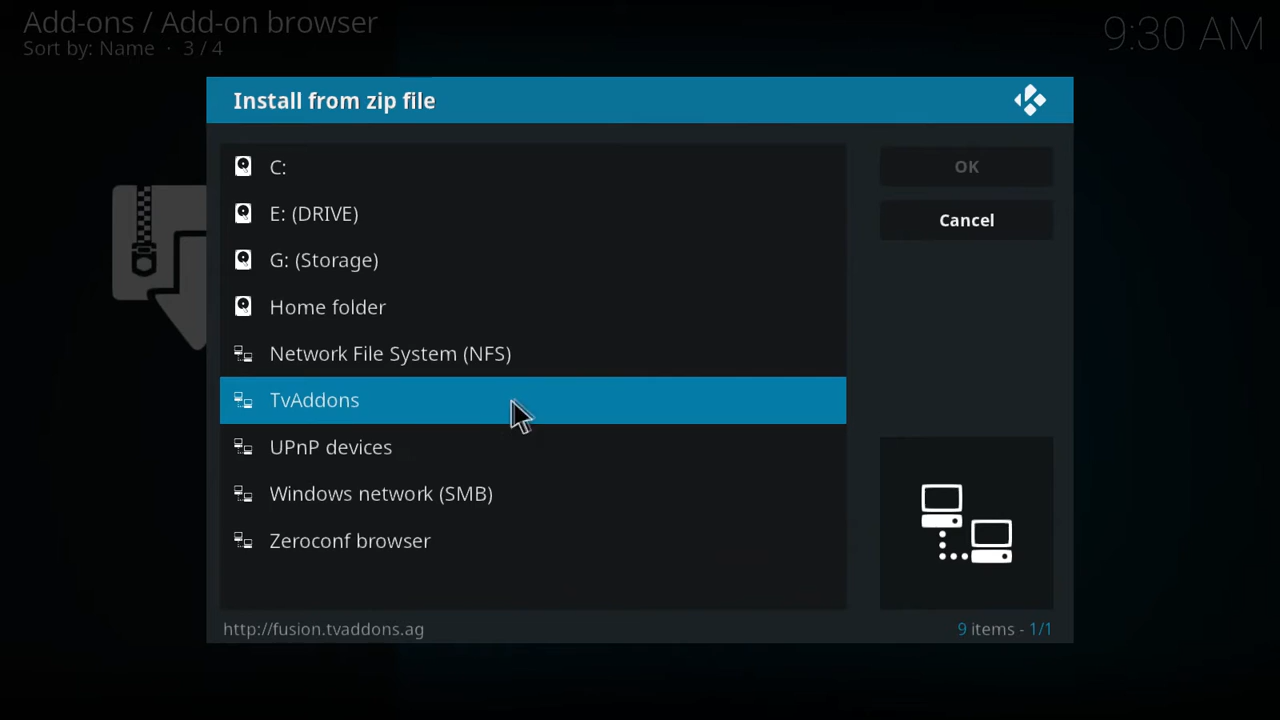 Add-ons / Add-on browser
Sort by: Name · 3 / 4
9:30 AM
Install from zip file
C:
E: (DRIVE)
G: (Storage)
Home folder
Network File System (NFS)
TvAddons
UPnP devices
Windows network (SMB)
Zeroconf browser
OK
Cancel
http://fusion.tvaddons.ag
9 items - 1/1